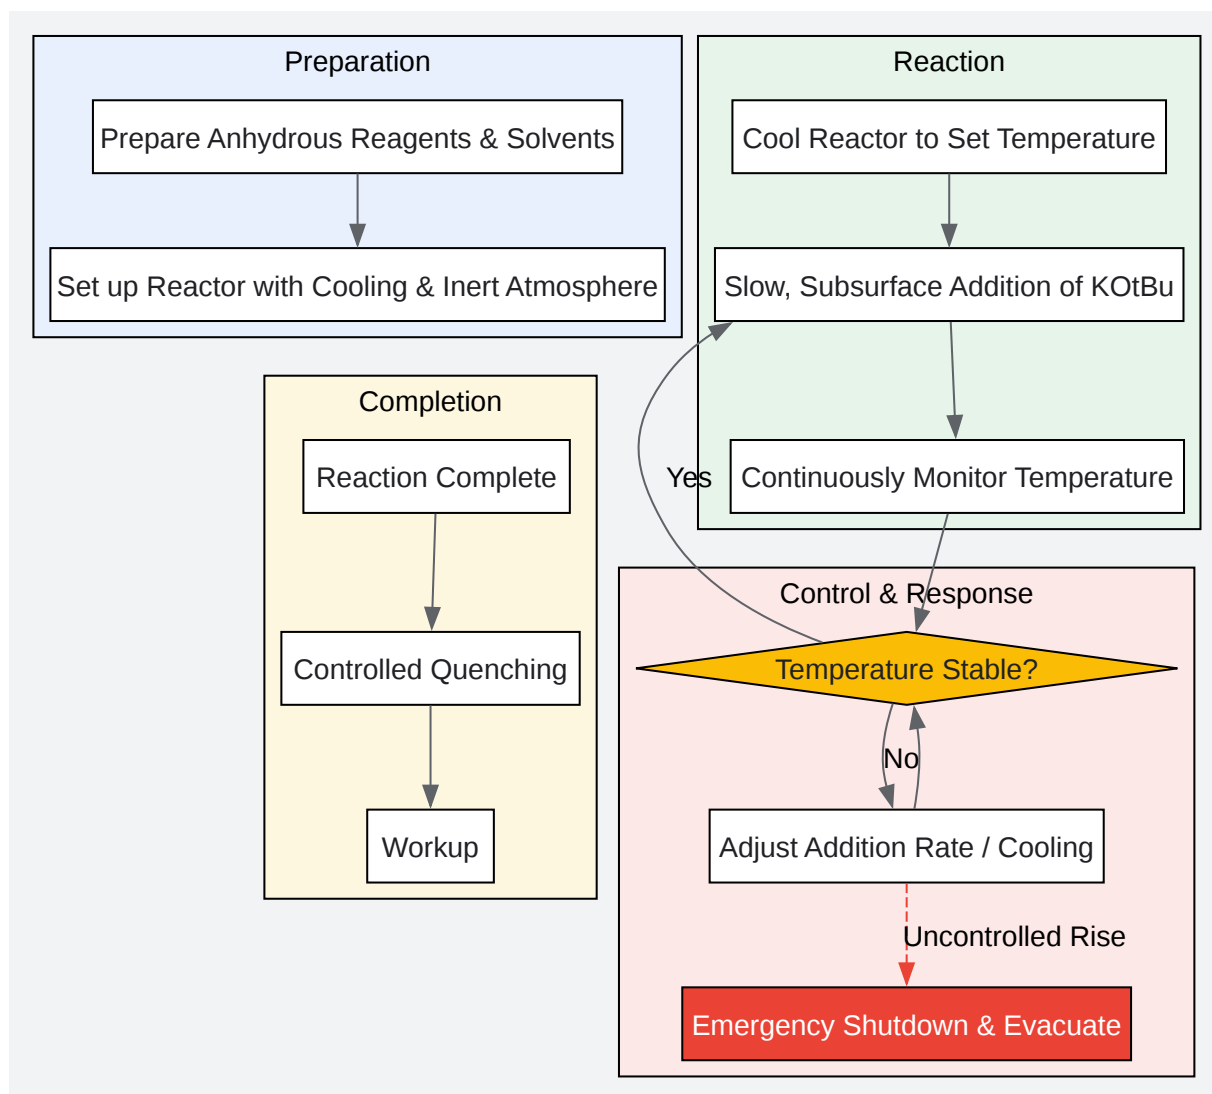 Preparation
Prepare Anhydrous Reagents & Solvents
Set up Reactor with Cooling & Inert Atmosphere
Reaction
Cool Reactor to Set Temperature
Slow, Subsurface Addition of KOtBu
Continuously Monitor Temperature
Completion
Reaction Complete
Controlled Quenching
Workup
Yes
Control & Response
Temperature Stable?
No
Adjust Addition Rate / Cooling
Uncontrolled Rise
Emergency Shutdown & Evacuate